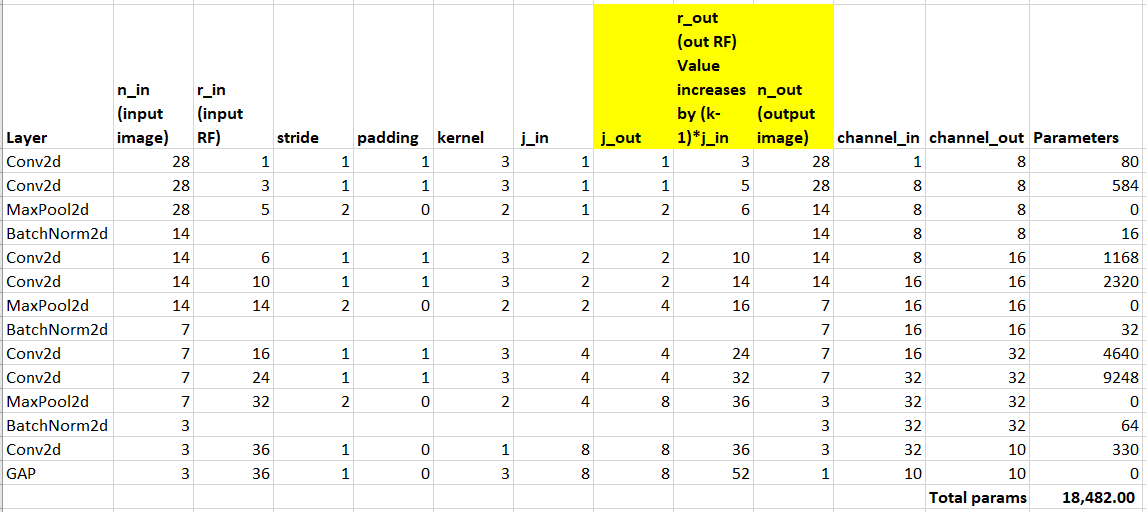 Layer n_in (input image) r_in (input RF) stride padding kernel j_in j_out r_out (out RF) Value increases by (k-1)*j_in n_out (output image) channel_in channel_out Parameters
Conv2d 28 1 1 1 3 1 1 3 28 1 8 80
Conv2d 28 3 1 1 3 1 1 5 28 8 8 584
MaxPool2d 28 5 2 0 2 1 2 6 14 8 8 0
BatchNorm2d 14 14 8 8 16
Conv2d 14 6 1 1 3 2 2 10 14 8 16 1168
Conv2d 14 10 1 1 3 2 2 14 14 16 16 2320
MaxPool2d 14 14 2 0 2 2 4 16 7 16 16 0
BatchNorm2d 7 7 16 16 32
Conv2d 7 16 1 1 3 4 4 24 7 16 32 4640
Conv2d 7 24 1 1 3 4 4 32 7 32 32 9248
MaxPool2d 7 32 2 0 2 4 8 36 3 32 32 0
BatchNorm2d 3 3 32 32 64
Conv2d 3 36 1 0 1 8 8 36 3 32 10 330
GAP 3 36 1 0 3 8 8 52 1 10 10 0
Total params 18,482.00